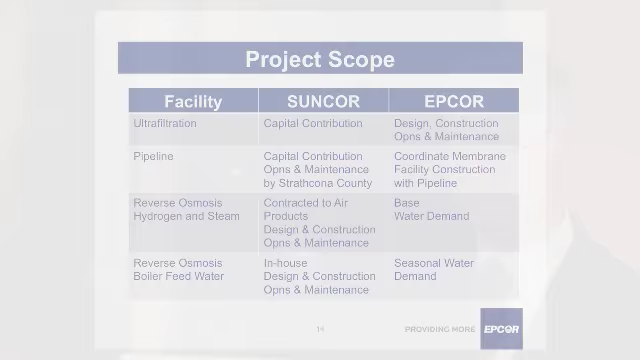 Project Scope
Facility SUNCOR EPCOR
Ultrafiltration Capital Contribution Design, Construction
Opns & Maintenance
Pipeline Capital Contribution Coordinate Membrane
Opns & Maintenance Facility Construction
by Strathcona County with Pipeline
Reverse Osmosis Contracted to Air Base
Hydrogen and Steam Products Water Demand
Design & Construction
Opns & Maintenance
Reverse Osmosis In-house Seasonal Water
Boiler Feed Water Design & Construction Demand
Opns & Maintenance
14 PROVIDING MORE EPCOR